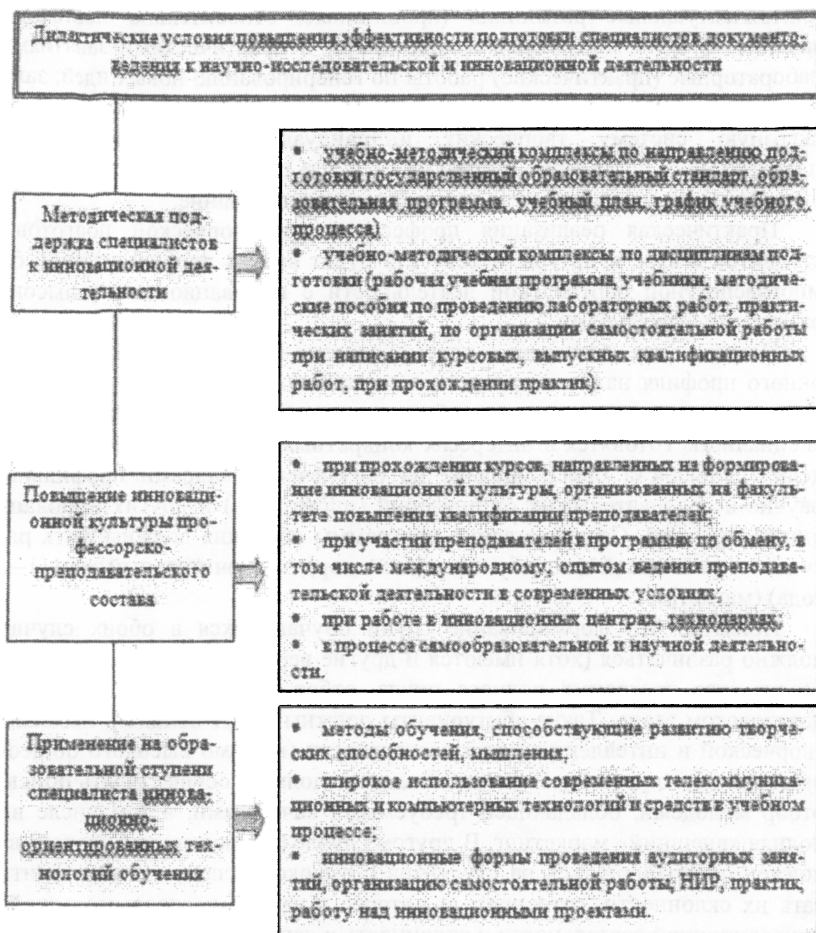 Дидактические условия повышения эффективности подготовки специалистов документо-
ведения к научно-исследовательской и инновационной деятельности
Методическая под-
держка специалистов
к инновационной дея-
тельности
• учебно-методический комплексы по направлению под-
готовки государственный образовательный стандарт, обра-
зовательная программа, учебный план, график учебного
процесса)
• учебно-методический комплексы по дисциплинам под-
готовки (рабочая учебная программа, учебники, методиче-
ские пособия по проведению лабораторных работ, практи-
ческих занятий, по организации самостоятельной работы
при написании курсовых, выпускных квалификационных
работ, при прохождении практик).
Повышение инноваци-
онной культуры про-
фессорско-
преподавательского
состава
• при прохождении курсов, направленных на формирова-
ние инновационной культуры, организованных на факуль-
тете повышения квалификации преподавателей;
• при участии преподавателей в программах по обмену, в
том числе международному, опытом ведения преподава-
тельской деятельности в современных условиях;
• при работе в инновационных центрах, технопарках;
• в процессе самообразовательной и научной деятельно-
сти.
Применение на обра-
зовательной ступени
специалиста иннова-
ционно-
ориентированных тех-
нологий обучения
• методы обучения, способствующие развитию творче-
ских способностей, мышления;
• широкое использование современных телекоммуника-
ционных и компьютерных технологий и средств в учебном
процессе;
• инновационные формы проведения аудиторных заня-
тий, организацию самостоятельной работы, НИР, практик,
работу над инновационными проектами.